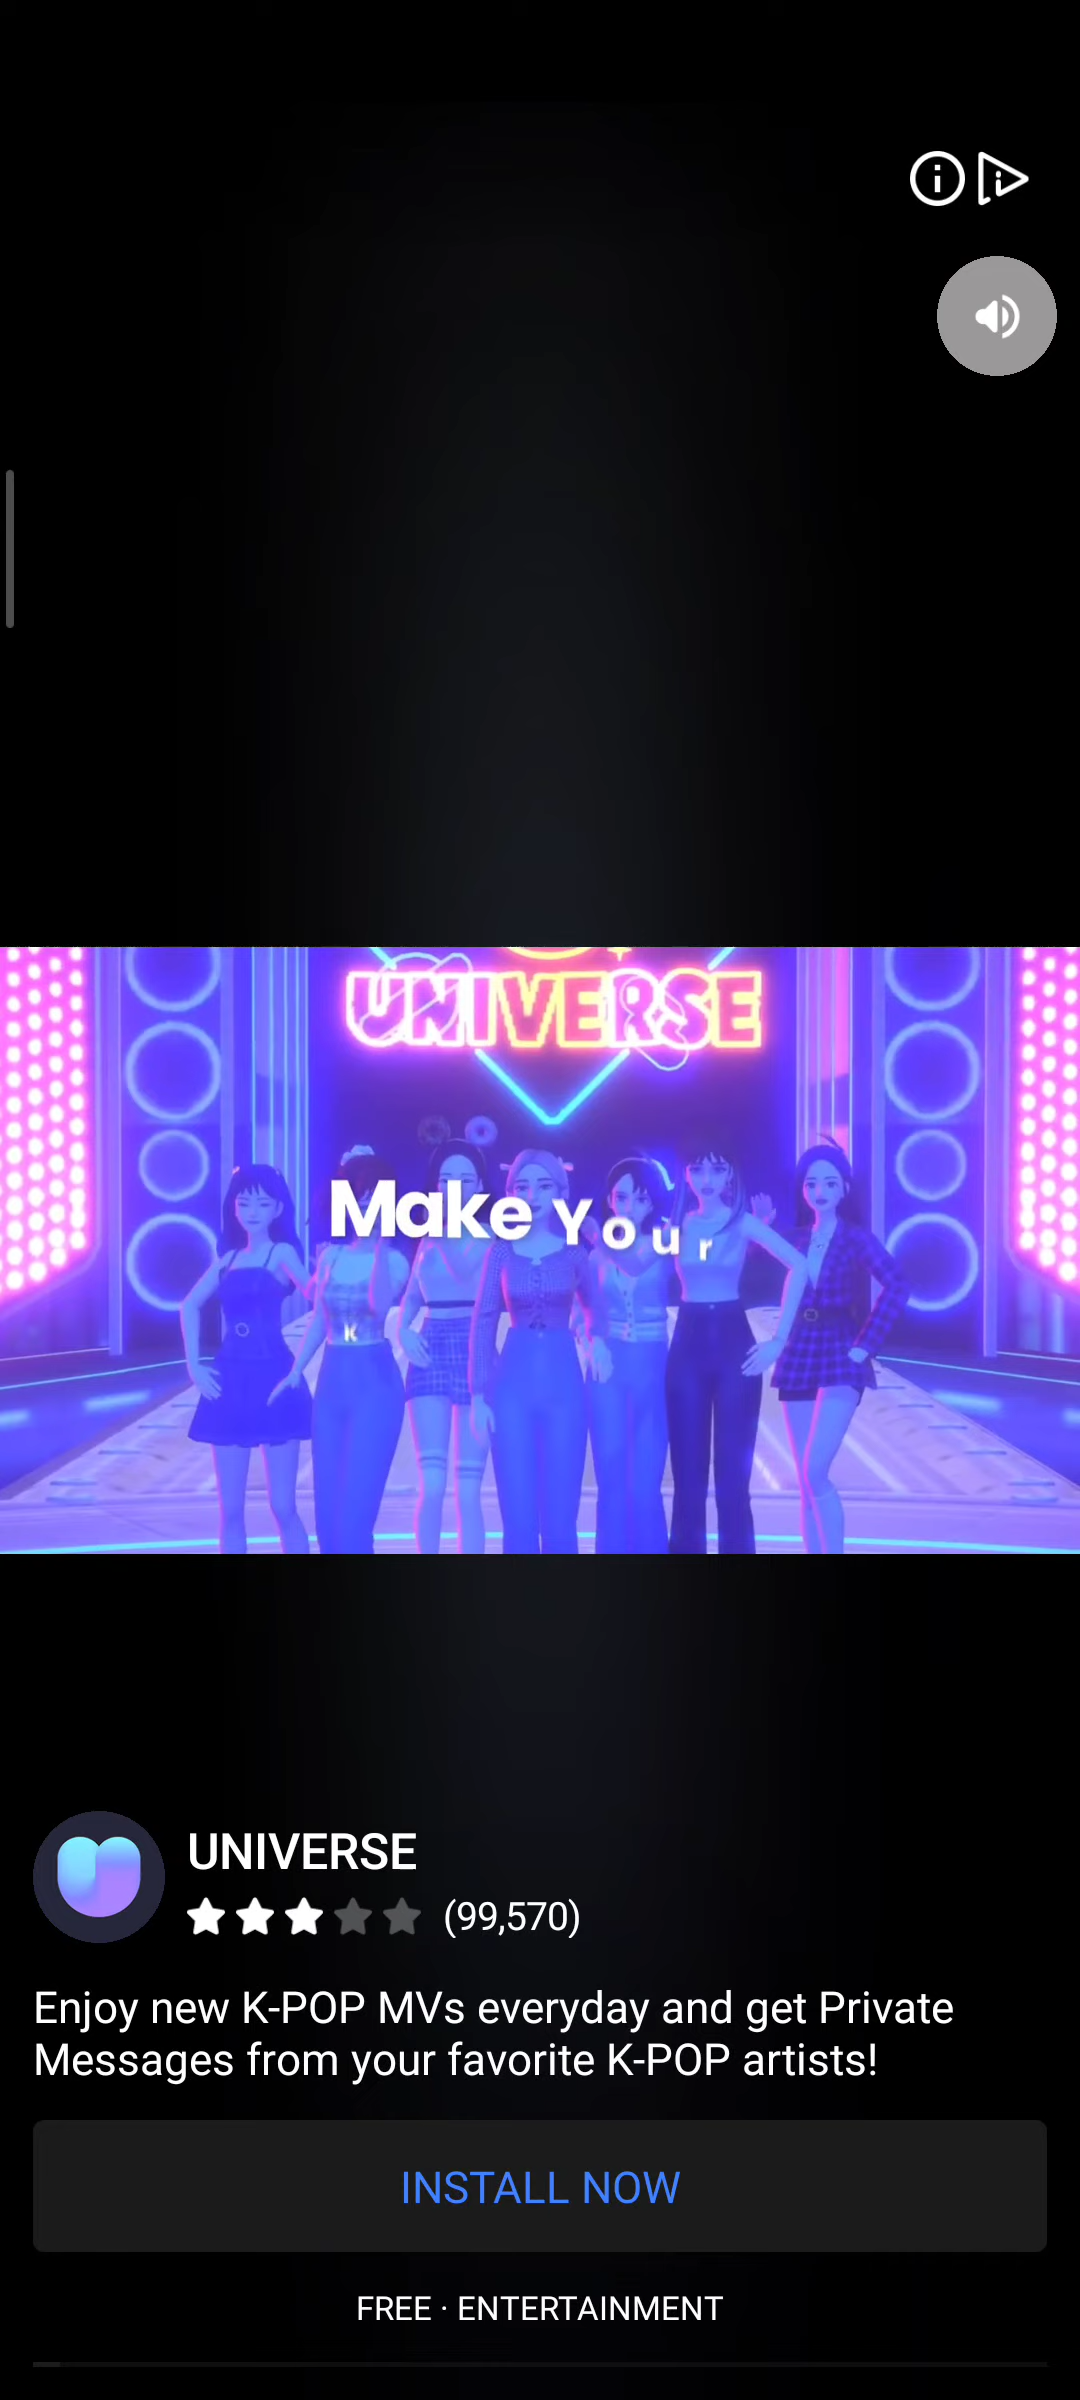 UNIVERSE
Make Your
K
UNIVERSE
(99,570)
Enjoy new K-POP MVs everyday and get Private
Messages from your favorite K-POP artists!
INSTALL NOW
FREE · ENTERTAINMENT